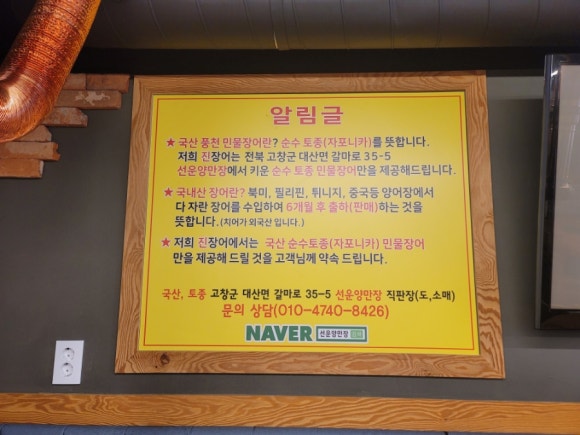 알림글
★ 국산 풍천 민물장어란? 순수 토종(자포니카)를 뜻합니다.
저희 진장어는 전북 고창군 대산면 갈마로 35-5
선운양만장에서 키운 순수 토종 민물장어만을 제공해드립니다.
★ 국내산 장어란? 북미, 필리핀, 튀니지, 중국등 양어장에서
다 자란 장어를 수입하여 6개월 후 출하(판매)하는 것을
뜻합니다.(치어가 외국산 입니다.)
★ 저희 진장어에서는 국산 순수토종(자포니카) 민물장어
만을 제공해 드릴 것을 고객님께 약속 드립니다.
국산, 토종 고창군 대산면 갈마로 35-5 선운양만장 직판장(도,소매)
문의 상담(010-4740-8426)
NAVER 선운양만장 검색